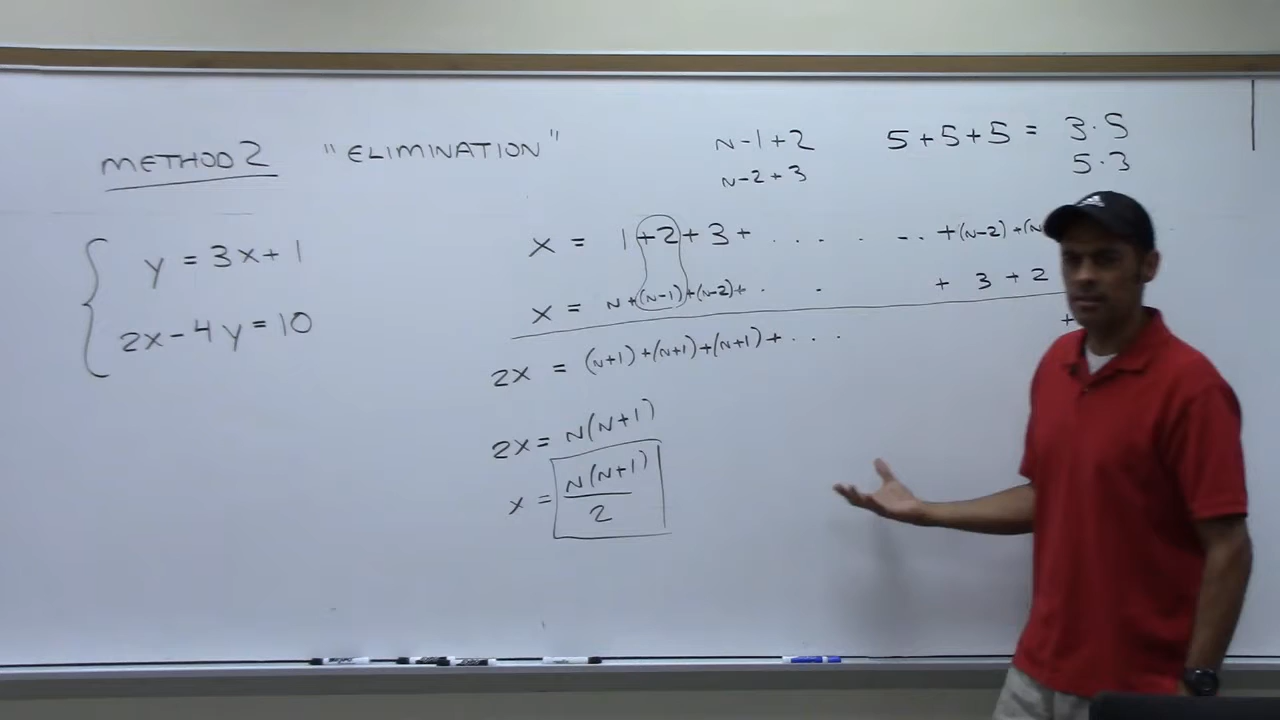 METHOD 2 "ELIMINATION"
y = 3x + 1
2x - 4y = 10
N-1+2
N-2+3
5+5+5 = 3·5
5·3
x = 1 +2 + 3 + . . . . . -- +(N-2) +(N
x = N +(N-1) +(N-2)+ . . + 3 + 2
2x = (N+1) +(N+1) +(N+1) + . . . +
2x = N(N+1)
x = N(N+1)
2